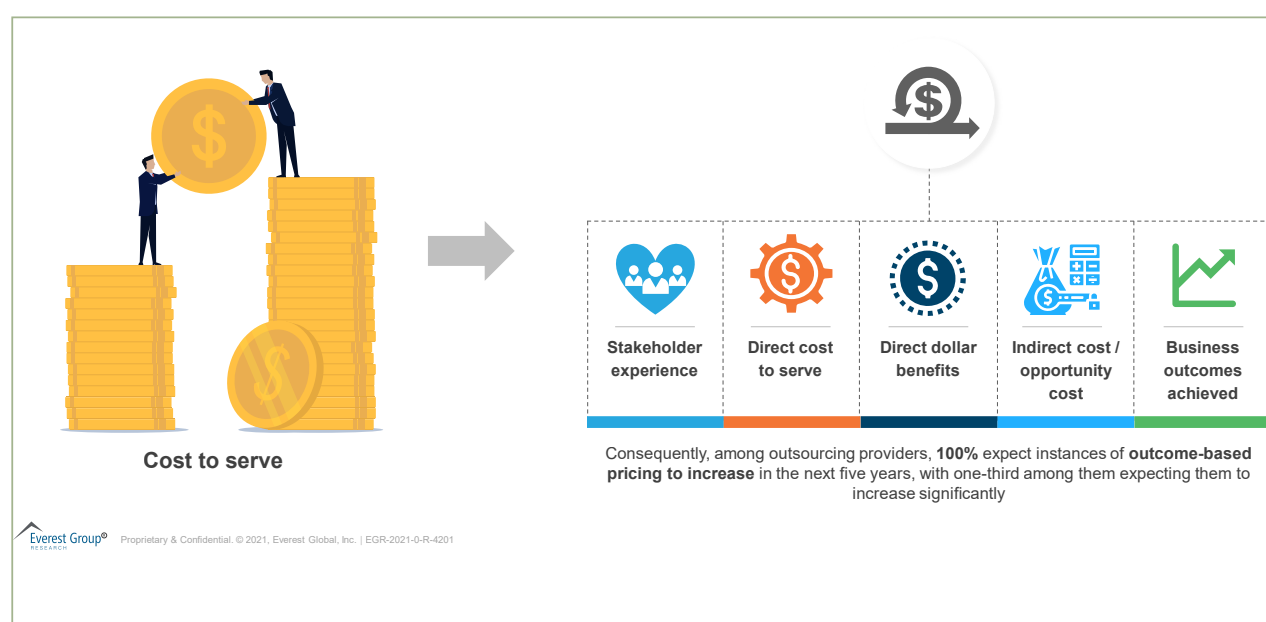 Cost to serve
Stakeholder
experience
Direct cost
to serve
Direct dollar
benefits
Indirect cost /
opportunity
cost
Business
outcomes
achieved
Consequently, among outsourcing providers, 100% expect instances of outcome-based
pricing to increase in the next five years, with one-third among them expecting them to
increase significantly
Everest Group®
RESEARCH
Proprietary & Confidential. © 2021, Everest Global, Inc. | EGR-2021-0-R-4201